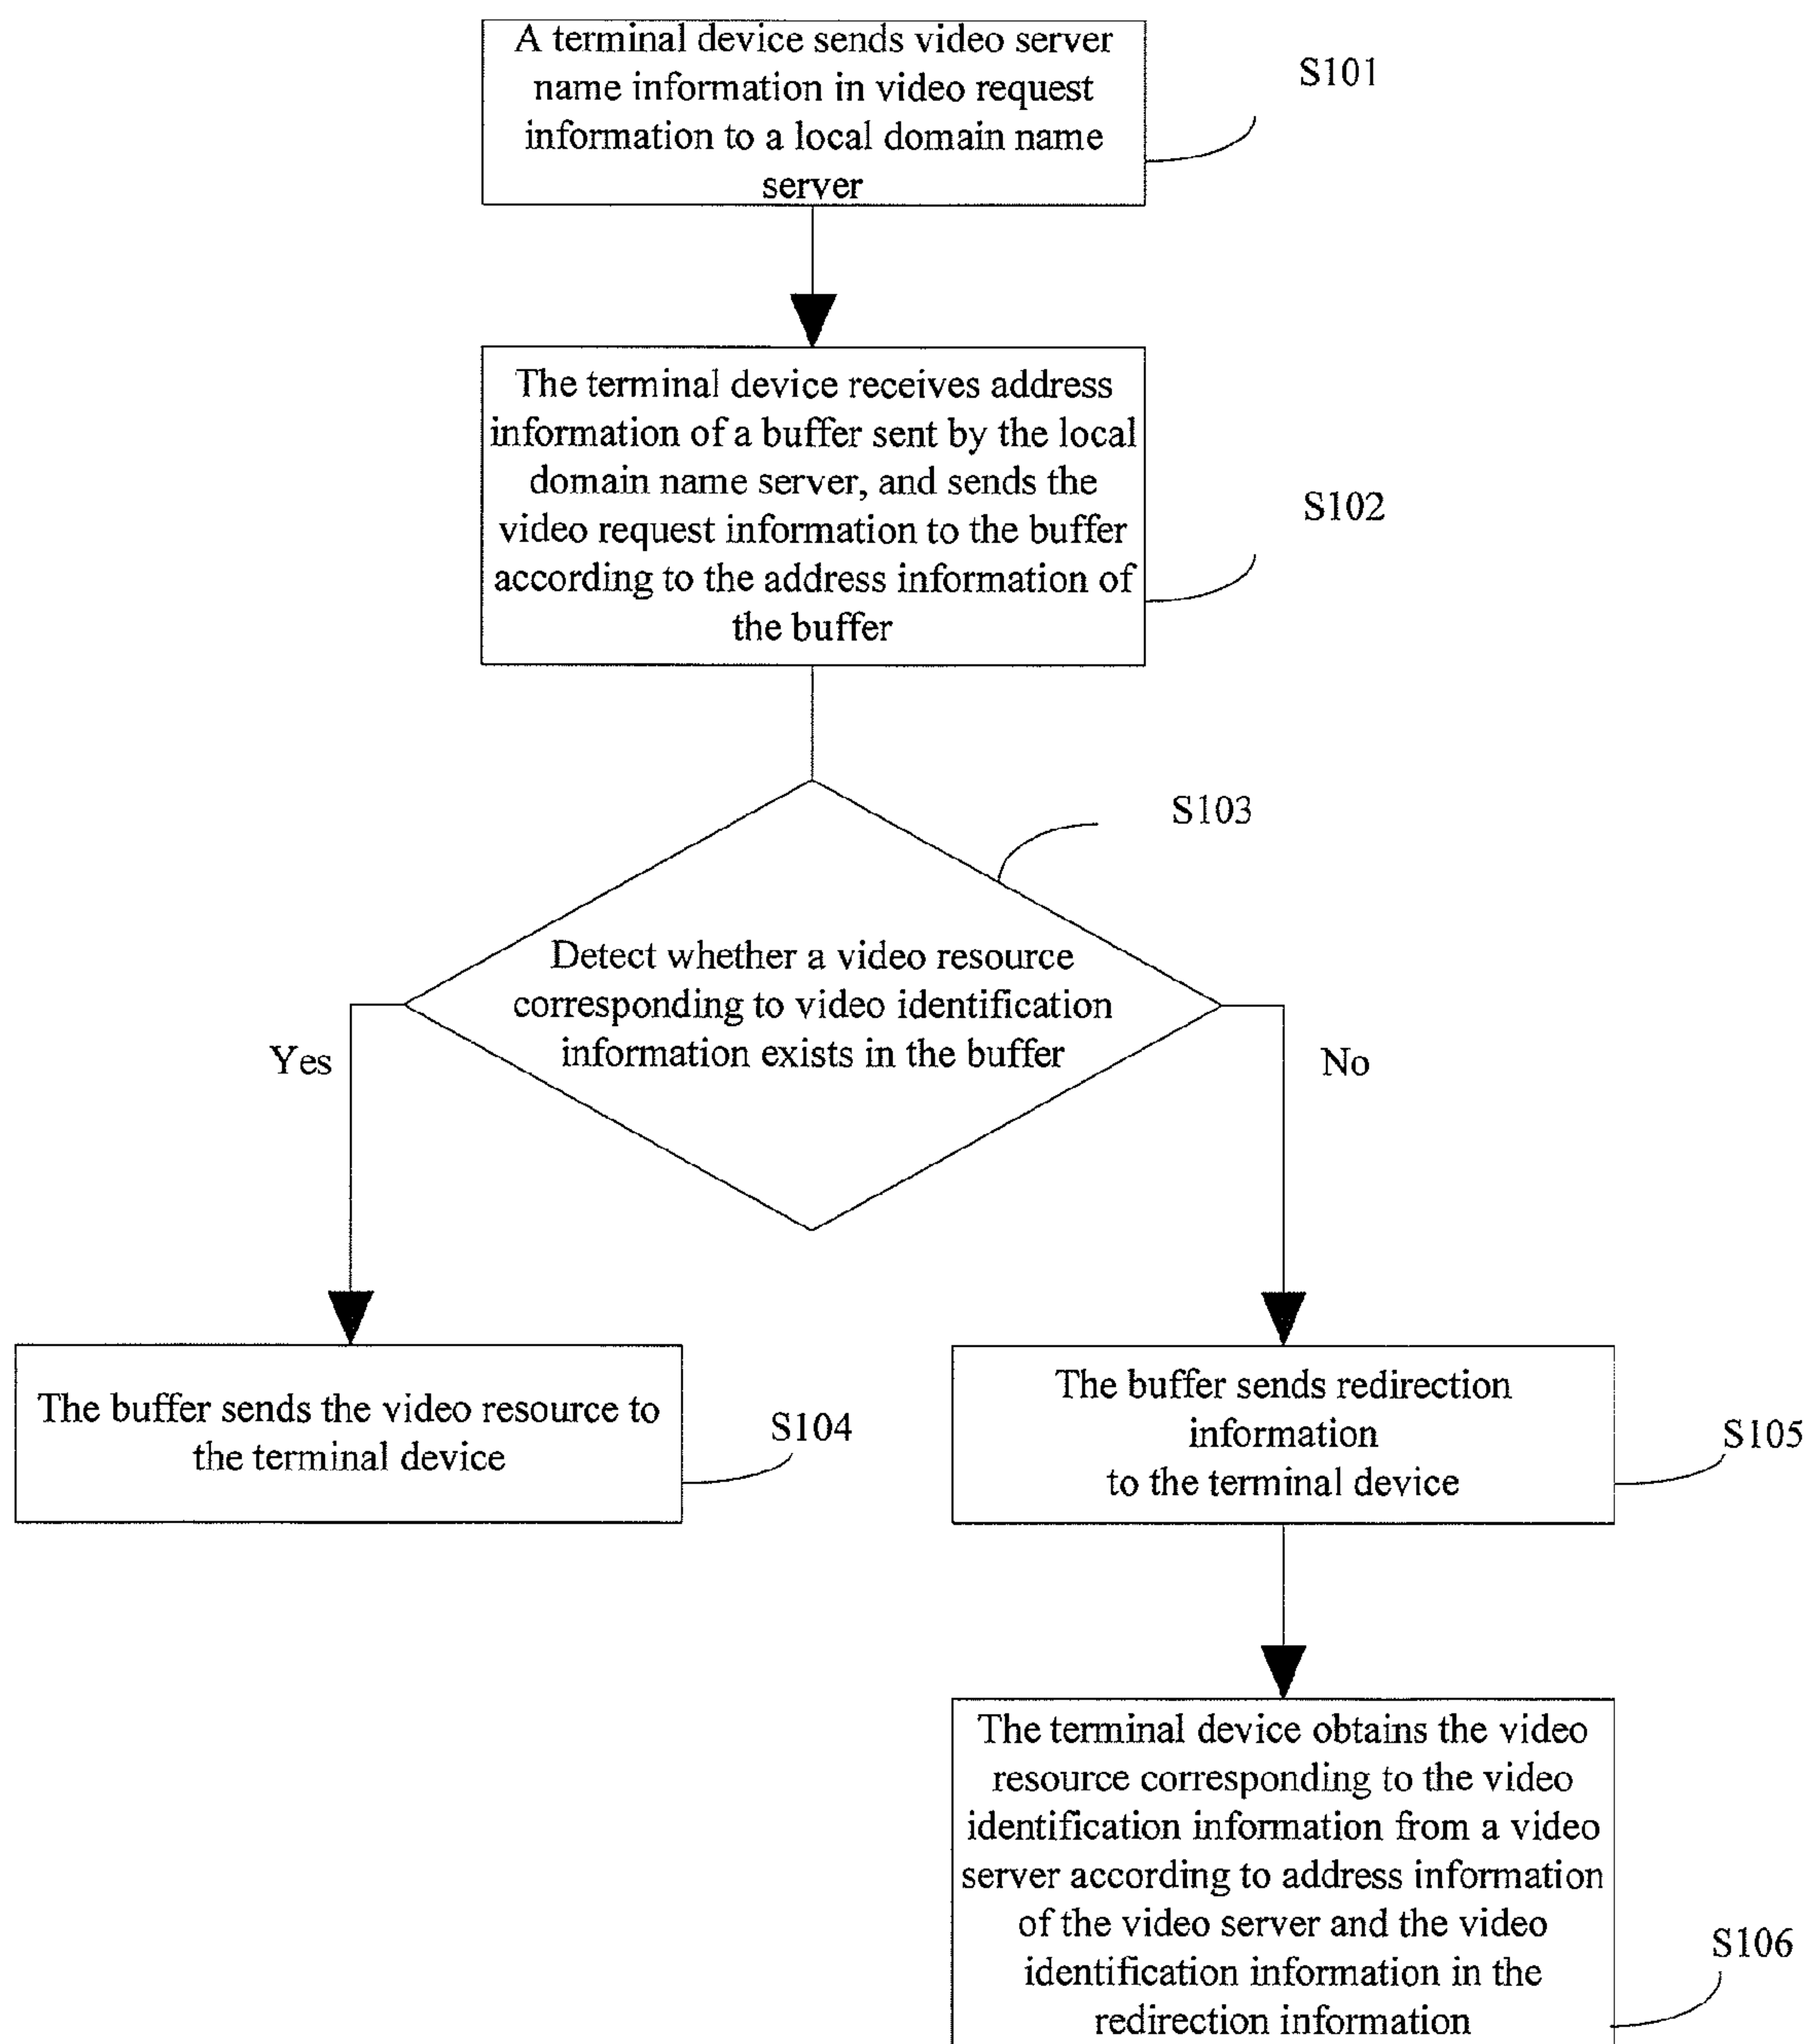 A terminal device sends video server
name information in video request
information to a local domain name
server
S101
The terminal device receives address
information of a buffer sent by the local
domain name server, and sends the
video request information to the buffer
according to the address information of
the buffer
S102
S103
Detect whether a video resource
corresponding to video identification
information exists in the buffer
Yes
No
The buffer sends the video resource to
the terminal device
S104
The buffer sends redirection
information
to the terminal device
S105
The terminal device obtains the video
resource corresponding to the video
identification information from a video
server according to address information
of the video server and the video
identification information in the
redirection information
S106